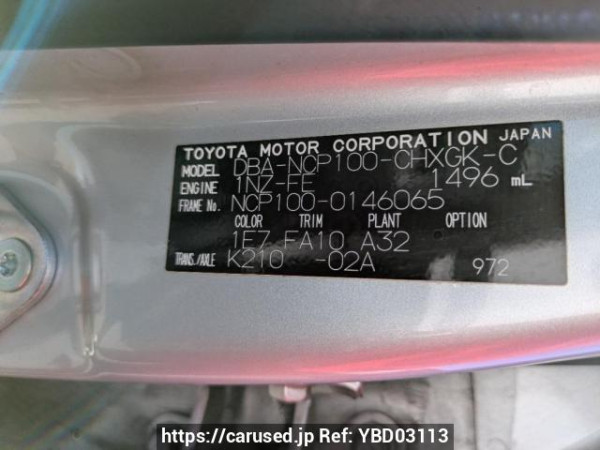 TOYOTA MOTOR CORPORATION JAPAN
MODEL DBA-NCP100-CHXGK-C
ENGINE 1NZ-FE 1496 mL
FRAME No. NCP100-0146065
COLOR TRIM PLANT OPTION
1E7 FA10 A32
TRANS./AXLE K210 -02A 972
https://carused.jp Ref: YBD03113